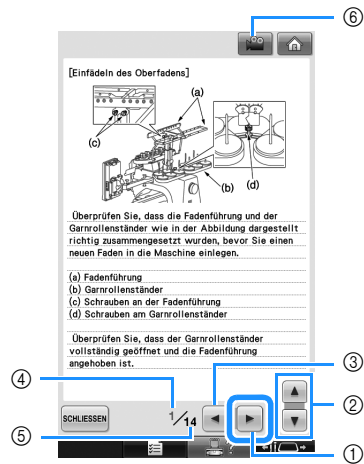 ⑥
[Einfädeln des Oberfadens]
(a)
(c)
(b)
(d)
Überprüfen Sie, dass die Fadenführung und der
Garnrollenständer wie in der Abbildung dargestellt
richtig zusammengesetzt wurden, bevor Sie einen
neuen Faden in die Maschine einlegen.
(a) Fadenführung
(b) Garnrollenständer
(c) Schrauben an der Fadenführung
(d) Schrauben am Garnrollenständer
Überprüfen Sie, dass der Garnrollenständer
vollständig geöffnet und die Fadenführung
angehoben ist.
③
④
②
SCHLIESSEN
1/14
⑤
①